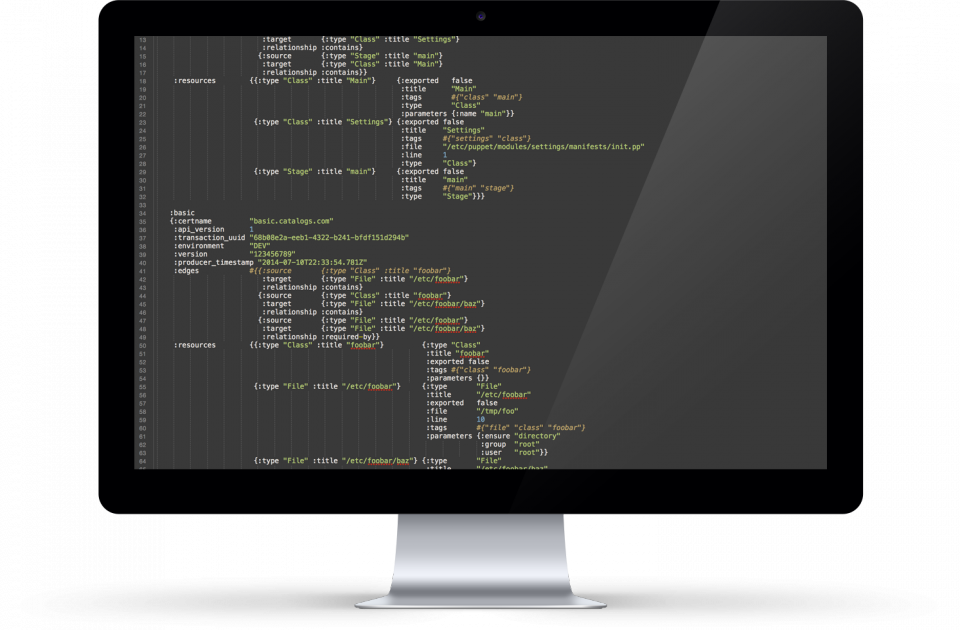 13 :target {:type "Class" :title "Settings"}
14 :relationship :contains}
15 {:source {:type "Stage" :title "main"}
16 :target {:type "Class" :title "Main"}
17 :relationship :contains}}
18 :resources {{:type "Class" :title "Main"} {:exported false
19 :title "Main"
20 :tags #{"class" "main"}
21 :type "Class"
22 :parameters {:name "main"}}
23 {:type "Class" :title "Settings"} {:exported false
24 :title "Settings"
25 :tags #{"settings" "class"}
26 :file "/etc/puppet/modules/settings/manifests/init.pp"
27 :line 1
28 :type "Class"}
29 {:type "Stage" :title "main"} {:exported false
30 :title "main"
31 :tags #{"main" "stage"}
32 :type "Stage"}}}
33
34 :basic
35 {:certname "basic.catalogs.com"
36 :api_version 1
37 :transaction_uuid "68b08e2a-eeb1-4322-b241-bfdf151d294b"
38 :environment "DEV"
39 :version "123456789"
40 :producer_timestamp "2014-07-10T22:33:54.781Z"
41 :edges #{{:source {:type "Class" :title "foobar"}
42 :target {:type "File" :title "/etc/foobar"}
43 :relationship :contains}
44 {:source {:type "Class" :title "foobar"}
45 :target {:type "File" :title "/etc/foobar/baz"}
46 :relationship :contains}
47 {:source {:type "File" :title "/etc/foobar"}
48 :target {:type "File" :title "/etc/foobar/baz"}
49 :relationship :required-by}}
50 :resources {{:type "Class" :title "foobar"} {:type "Class"
51 :title "foobar"
52 :exported false
53 :tags #{"class" "foobar"}
54 :parameters {}}
55 {:type "File" :title "/etc/foobar"} {:type "File"
56 :title "/etc/foobar"
57 :exported false
58 :file "/tmp/foo"
59 :line 10
60 :tags #{"file" "class" "foobar"}
61 :parameters {:ensure "directory"
62 :group "root"
63 :user "root"}}
64 {:type "File" :title "/etc/foobar/baz"} {:type "File"
:title "/etc/foobar/baz"